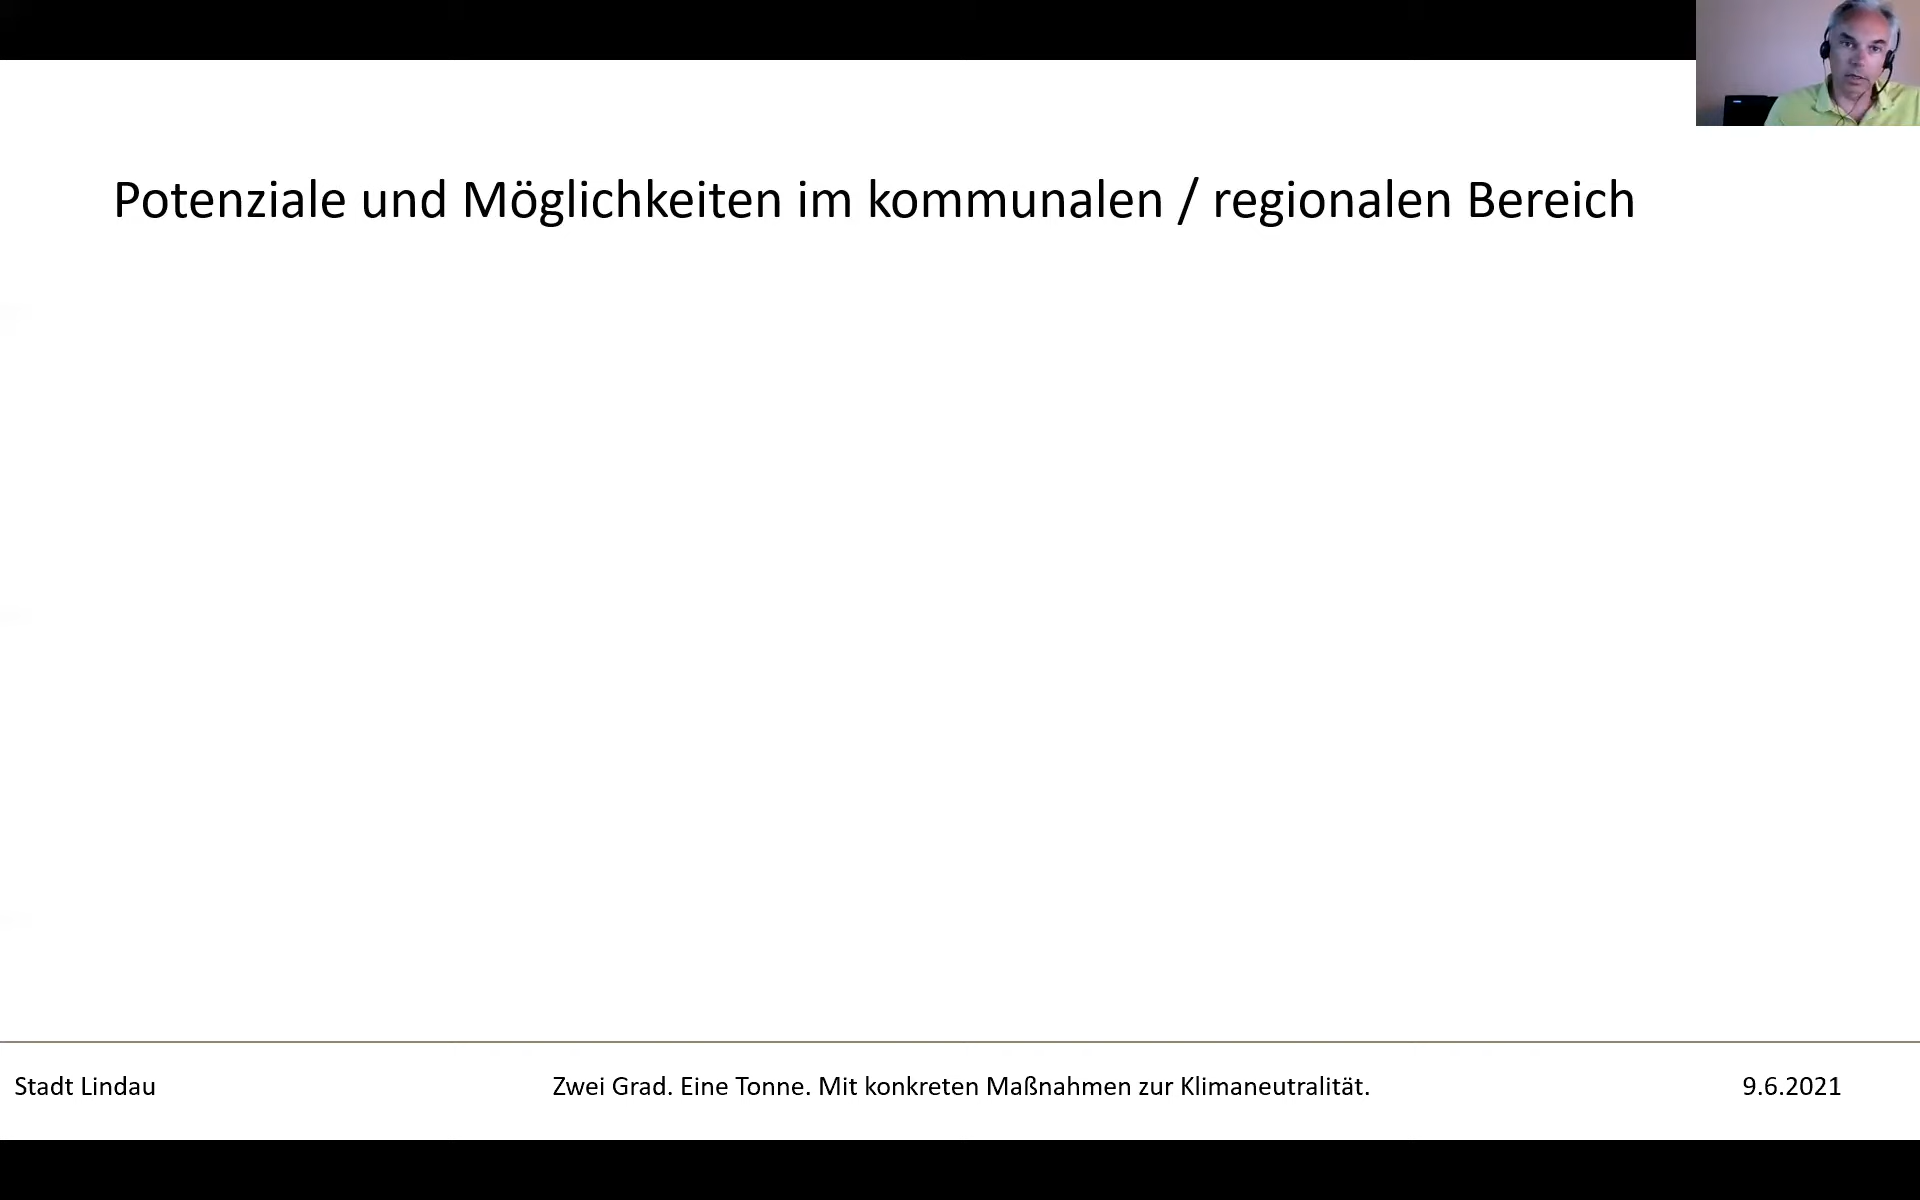 Potenziale und Möglichkeiten im kommunalen / regionalen Bereich
Stadt Lindau
Zwei Grad. Eine Tonne. Mit konkreten Maßnahmen zur Klimaneutralität.
9.6.2021